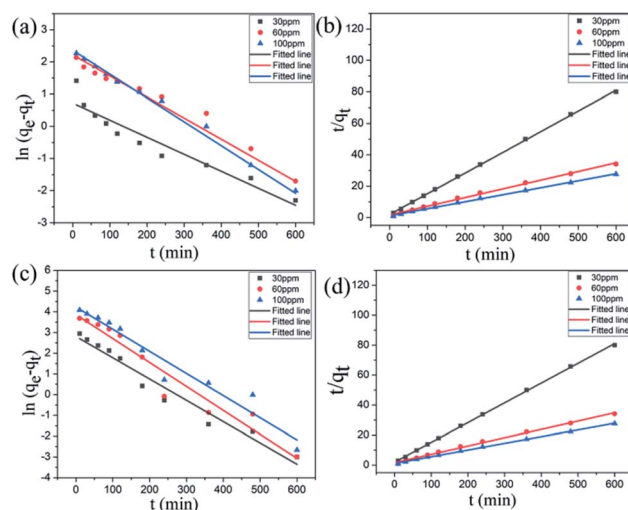 (a)
30ppm
60ppm
100ppm
Fitted line
Fitted line
Fitted line
ln (qe-qt)
3
2
1
0
-1
-2
-3
0 100 200 300 400 500 600
t (min)
(b)
30ppm
60ppm
100ppm
Fitted line
Fitted line
Fitted line
t/qt
120
100
80
60
40
20
0
0 100 200 300 400 500 600
t (min)
(c)
30ppm
60ppm
100ppm
Fitted line
Fitted line
Fitted line
ln (qe-qt)
6
5
4
3
2
1
0
-1
-2
-3
-4
0 100 200 300 400 500 600
t (min)
(d)
30ppm
60ppm
100ppm
Fitted line
Fitted line
Fitted line
t/qt
120
100
80
60
40
20
0
0 100 200 300 400 500 600
t (min)